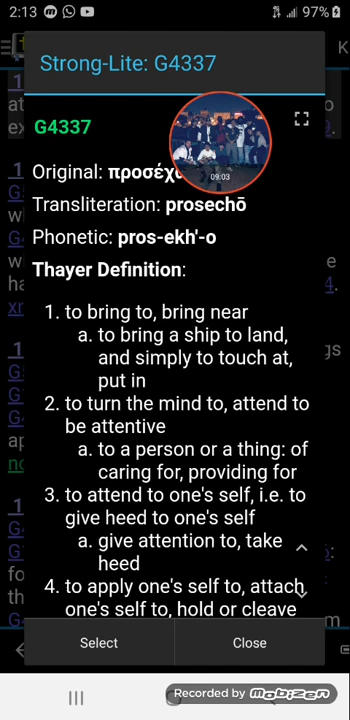 2:13
97%
Strong-Lite: G4337
G4337
Original: προσέχω
Transliteration: prosechō
Phonetic: pros-ekh'-o
Thayer Definition:
1. to bring to, bring near
a. to bring a ship to land,
and simply to touch at,
put in
2. to turn the mind to, attend to
be attentive
a. to a person or a thing: of
caring for, providing for
3. to attend to one's self, i.e. to
give heed to one's self
a. give attention to, take
heed
4. to apply one's self to, attach
one's self to, hold or cleave
09:03
Select
Close
Recorded by mobizen